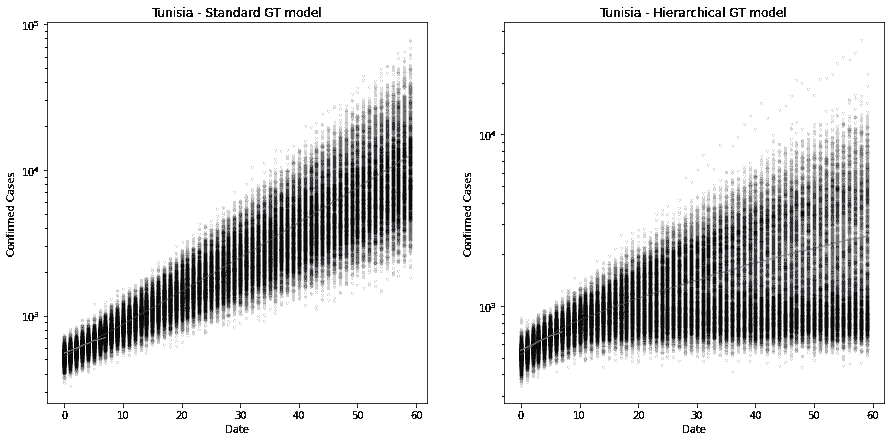 Tunisia - Standard GT model
Confirmed Cases
10^5
10^4
10^3
0 10 20 30 40 50 60
Date
Tunisia - Hierarchical GT model
Confirmed Cases
10^4
10^3
0 10 20 30 40 50 60
Date